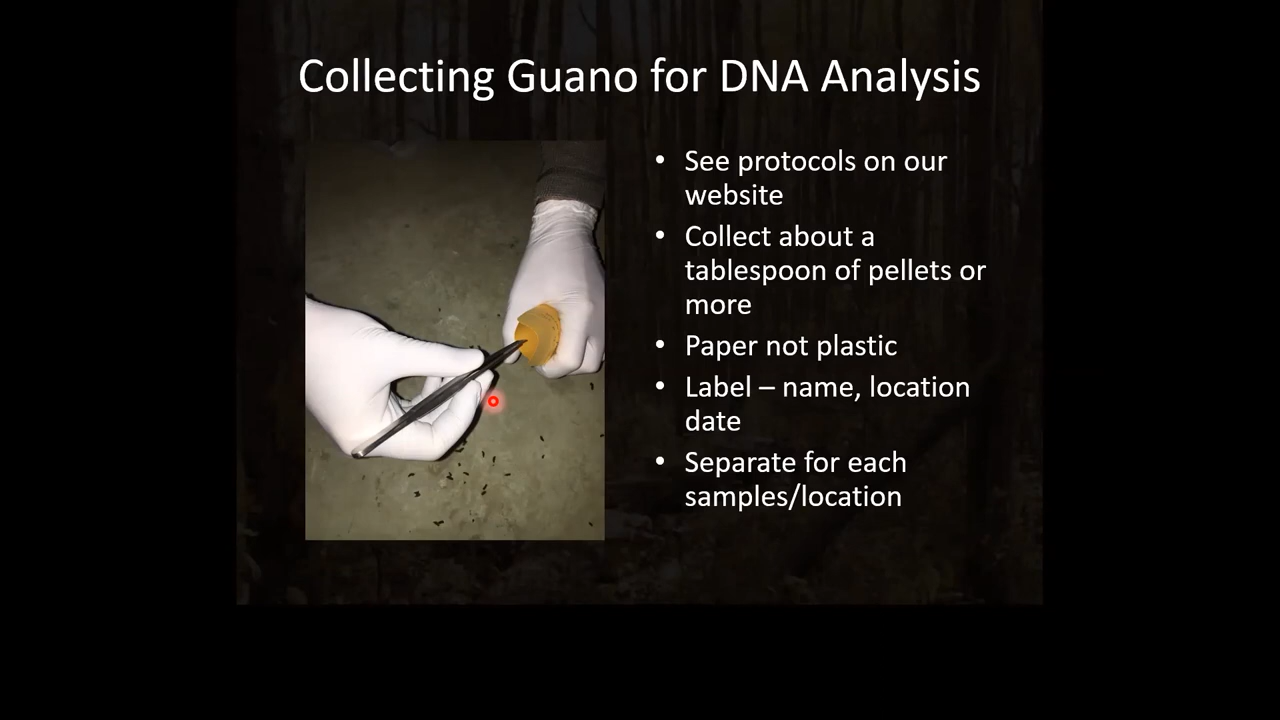 Collecting Guano for DNA Analysis
• See protocols on our
website
• Collect about a
tablespoon of pellets or
more
• Paper not plastic
• Label – name, location
date
• Separate for each
samples/location